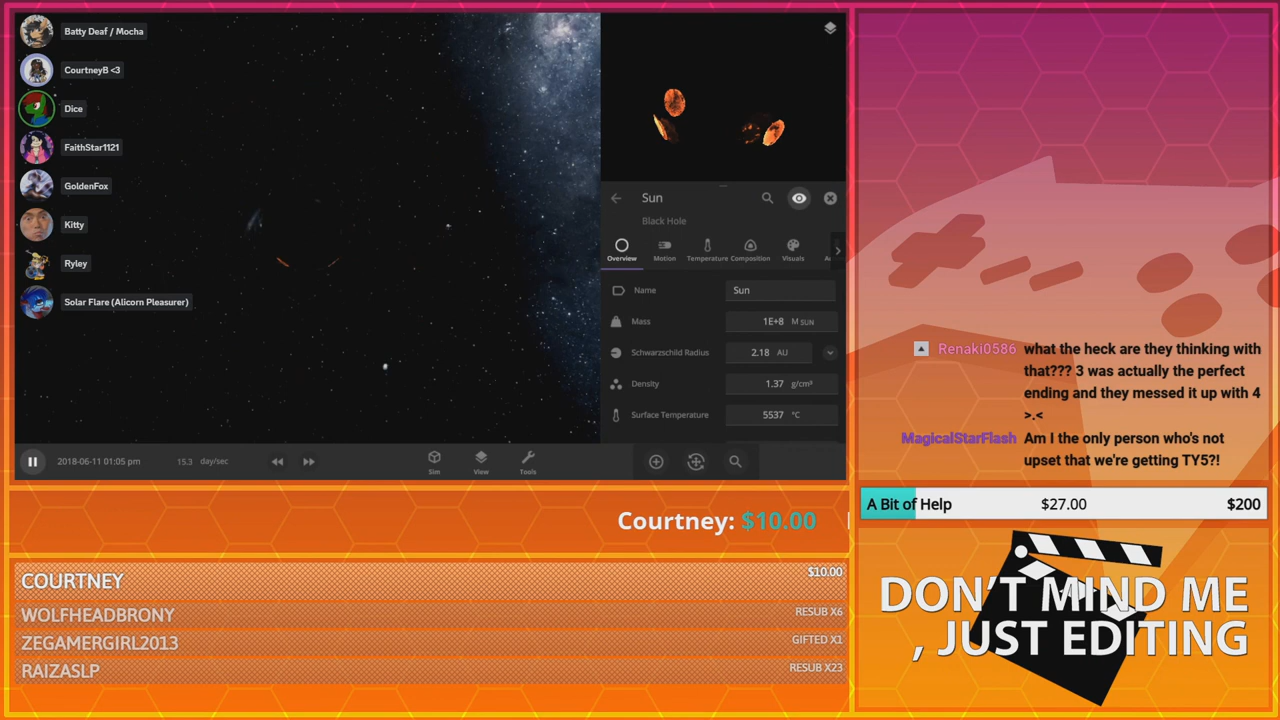 Batty Deaf / Mocha
CourtneyB <3
Dice
FaithStar1121
GoldenFox
Kitty
Ryley
Solar Flare (Alicorn Pleasurer)
Sun
Black Hole
Overview Motion Temperature Composition Visuals
Name Sun
Mass 1E+8 M SUN
Schwarzschild Radius 2.18 AU
Density 1.37 g/cm³
Surface Temperature 5537 °C
2018-06-11 01:05 pm 15.3 day/sec
Sim View Tools
Renaki0586 what the heck are they thinking with
that??? 3 was actually the perfect
ending and they messed it up with 4
>.<
MagicalStarFlash Am I the only person who's not
upset that we're getting TY5?!
A Bit of Help $27.00 $200
Courtney: $10.00
COURTNEY $10.00
WOLFHEADBRONY RESUB X6
ZEGAMERGIRL2013 GIFTED X1
RAIZASLP RESUB X23
DON'T MIND ME
, JUST EDITING